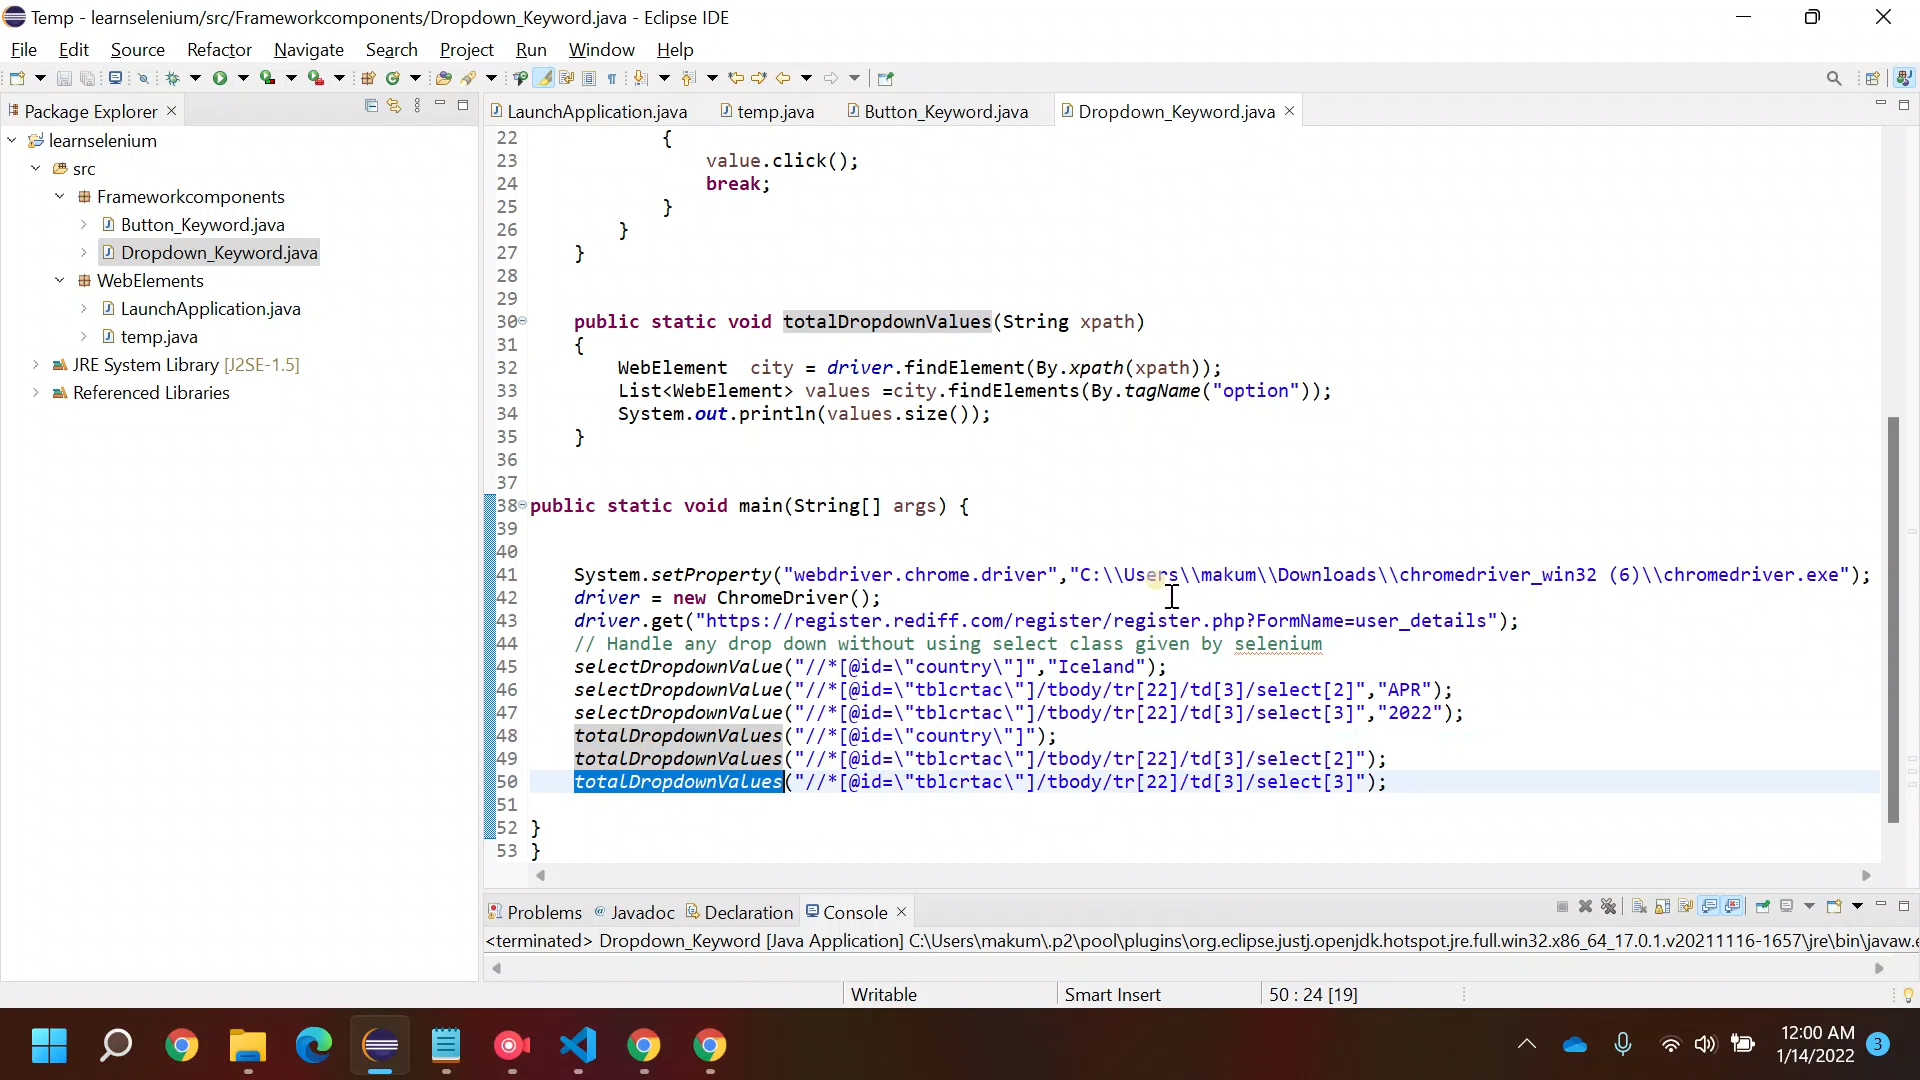 Temp - learnselenium/src/Frameworkcomponents/Dropdown_Keyword.java - Eclipse IDE
File Edit Source Refactor Navigate Search Project Run Window Help
Package Explorer
learnselenium
src
Frameworkcomponents
Button_Keyword.java
Dropdown_Keyword.java
WebElements
LaunchApplication.java
temp.java
JRE System Library [J2SE-1.5]
Referenced Libraries
LaunchApplication.java temp.java Button_Keyword.java Dropdown_Keyword.java
22 {
23 value.click();
24 break;
25 }
26 }
27 }
28
29
30 public static void totalDropdownValues(String xpath)
31 {
32 WebElement city = driver.findElement(By.xpath(xpath));
33 List<WebElement> values =city.findElements(By.tagName("option"));
34 System.out.println(values.size());
35 }
36
37
38 public static void main(String[] args) {
39
40
41 System.setProperty("webdriver.chrome.driver","C:\\Users\\makum\\Downloads\\chromedriver_win32 (6)\\chromedriver.exe");
42 driver = new ChromeDriver();
43 driver.get("https://register.rediff.com/register/register.php?FormName=user_details");
44 // Handle any drop down without using select class given by selenium
45 selectDropdownValue("//*[@id=\"country\"]","Iceland");
46 selectDropdownValue("//*[@id=\"tblcrtac\"]/tbody/tr[22]/td[3]/select[2]","APR");
47 selectDropdownValue("//*[@id=\"tblcrtac\"]/tbody/tr[22]/td[3]/select[3]","2022");
48 totalDropdownValues("//*[@id=\"country\"]");
49 totalDropdownValues("//*[@id=\"tblcrtac\"]/tbody/tr[22]/td[3]/select[2]");
50 totalDropdownValues("//*[@id=\"tblcrtac\"]/tbody/tr[22]/td[3]/select[3]");
51
52 }
53 }
Problems Javadoc Declaration Console
<terminated> Dropdown_Keyword [Java Application] C:\Users\makum\.p2\pool\plugins\org.eclipse.justj.openjdk.hotspot.jre.full.win32.x86_64_17.0.1.v20211116-1657\jre\bin\javaw.e
Writable Smart Insert 50 : 24 [19]
12:00 AM
1/14/2022
3